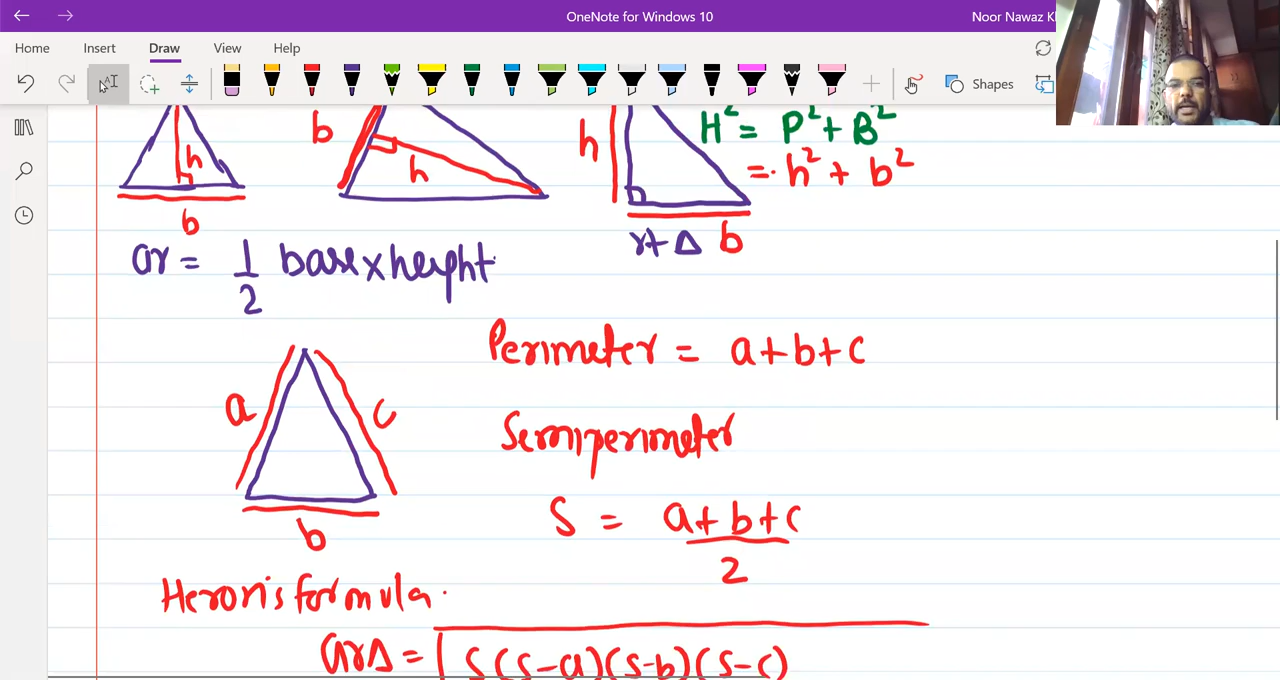 OneNote for Windows 10
Noor Nawaz Kh
Home Insert Draw View Help
Shapes
h
b
b
h
h
b
rt Δ
H² = P² + B²
= h² + b²
ar = 1/2 base x height
a
c
b
Perimeter = a+b+c
Semiperimeter
S = a+b+c
2
Heron's formula.
ar Δ = √S(S-a)(S-b)(S-c)